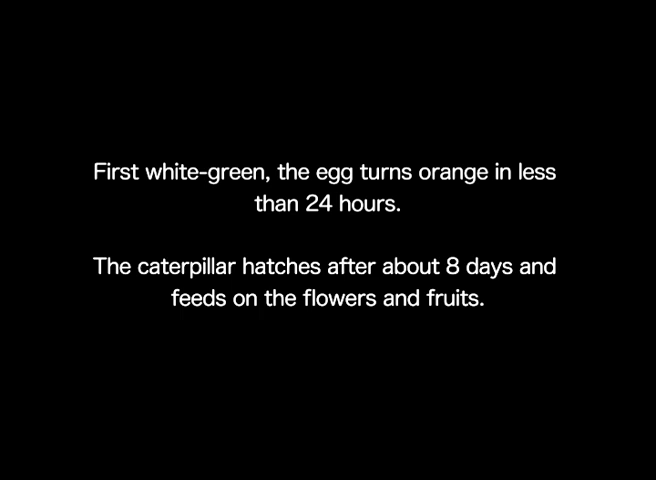 First white-green, the egg turns orange in less
than 24 hours.
The caterpillar hatches after about 8 days and
feeds on the flowers and fruits.